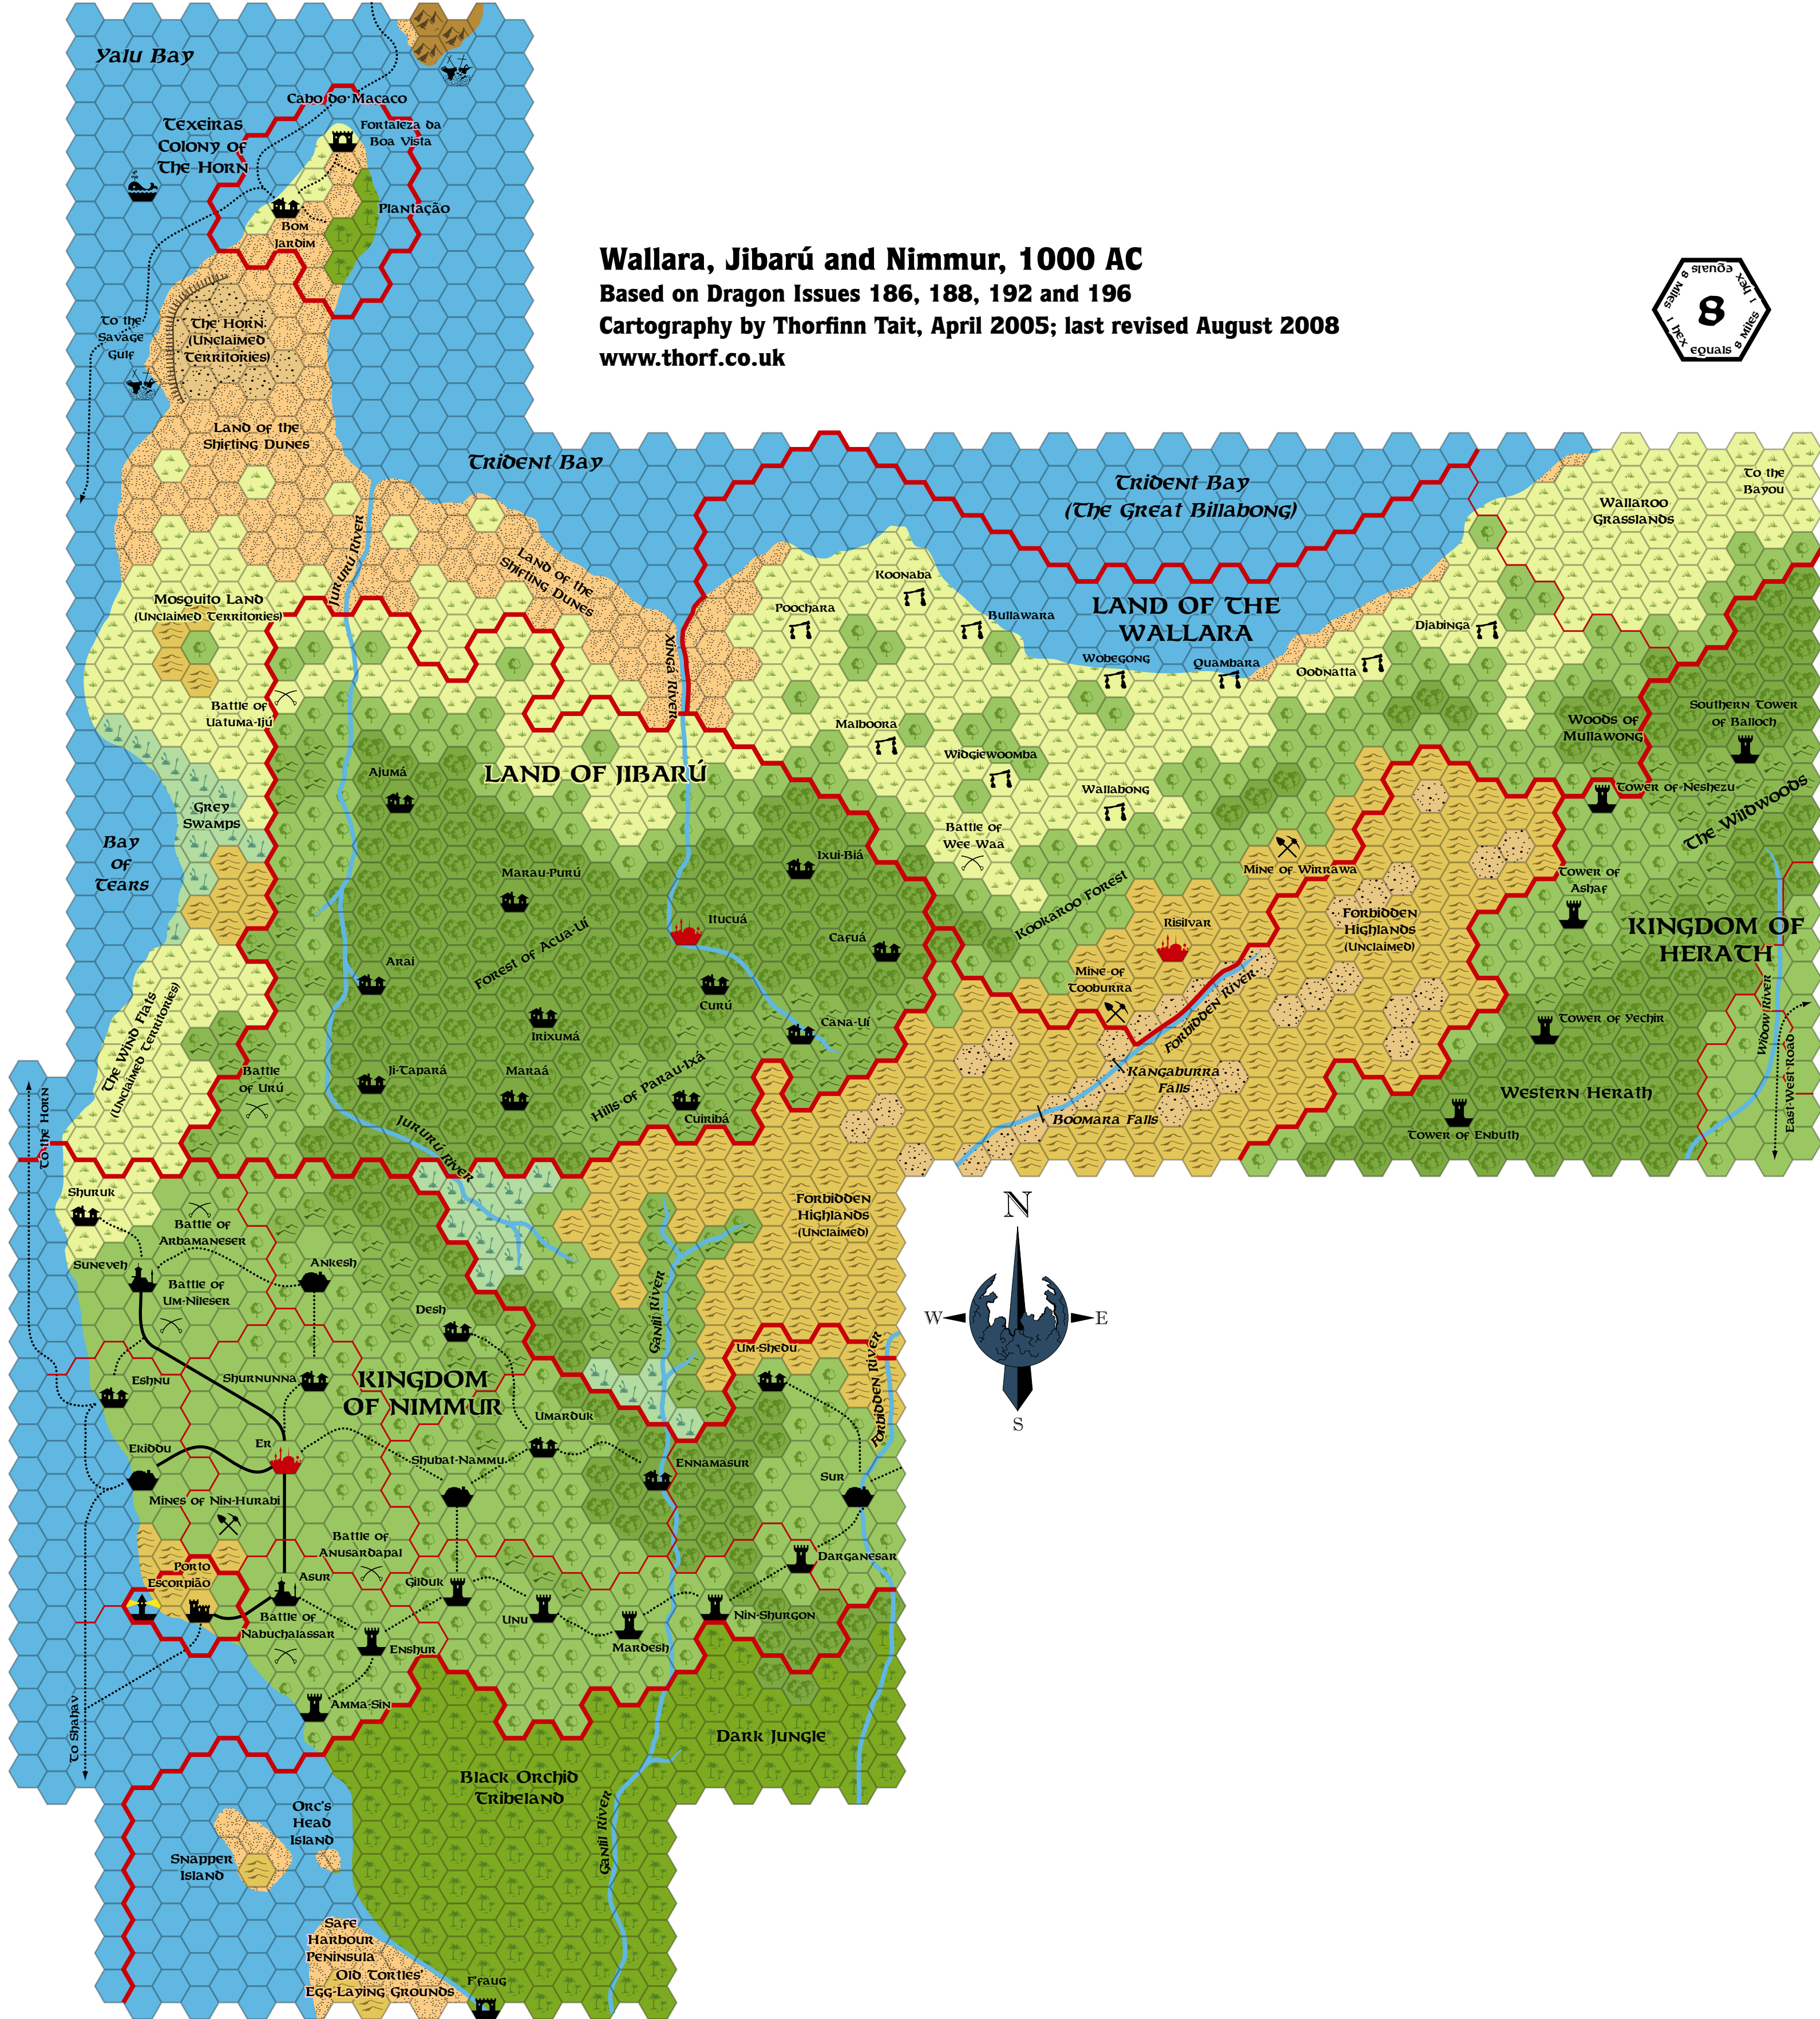 Yalu Bay
Cabo do Macaco
Texeiras
Colony of
The Horn
Fortaleza da
Boa Vista
Plantação
Bom
Jardim
Wallara, Jibarú and Nimmur, 1000 AC
Based on Dragon Issues 186, 188, 192 and 196
Cartography by Thorfinn Tait, April 2005; last revised August 2008
www.thorf.co.uk
8
1 hex equals 8 miles
1 hex equals 8 miles
To the
Savage
Gulf
The Horn
(Unclaimed
Territories)
Land of the
Shifting Dunes
Trident Bay
Trident Bay
(The Great Billabong)
Wallaroo
Grasslands
To the
Bayou
Jururú River
Land of the
Shifting Dunes
Mosquito Land
(Unclaimed Territories)
Xingá River
Poochara
Koonaba
Bullawara
LAND OF THE
WALLARA
Wobegong
Quambara
Oodnatta
Djabinga
Battle of
Uatuma-Ijú
Malboora
Widgiewoomba
Wallabong
Woods of
Mullawong
Southern Tower
of Balloch
Ajumá
LAND OF JIBARÚ
Tower of Neshezu
The Wildwoods
Grey
Swamps
Bay
of
Tears
Battle of
Wee Waa
Mine of Wirrawa
Ixui-Biá
Marau-Purú
Tower of
Ashaf
Kookaroo Forest
Itucuá
Forest of Acua-Uí
Cafuá
Risilvar
Forbidden
Highlands
(Unclaimed)
KINGDOM OF
HERATH
Arai
Curú
Mine of
Tooburra
Forbidden River
The Wind Flats
(Unclaimed Territories)
Irixumá
Cana-Uí
Tower of Yechir
Widow River
East-West Road
Battle
of Urú
Ji-Tapará
Maraá
Hills of Parau-Ixá
Cuiribá
Kangaburra
Falls
Boomara Falls
Western Herath
Tower of Enbuth
To the Horn
Jururú River
Shuruk
Battle of
Arbamaneser
Forbidden
Highlands
(Unclaimed)
N
W
E
S
Suneveh
Battle of
Um-Nileser
Ankesh
Desh
Ganlil River
Um-Shedu
Forbidden River
Eshnu
Shurnunna
KINGDOM
OF NIMMUR
Umarduk
Ekiddu
Er
Shubat-Nammu
Ennamasur
Sur
Mines of Nin-Hurabi
Battle of
Anusardapal
Porto
Escorpião
Asur
Gilduk
Darganesar
Battle of
Nabuchalassar
Unu
Nin-Shurgon
Enshur
Mardesh
Amma-Sin
To Shahav
Dark Jungle
Black Orchid
Tribeland
Ganlil River
Orc's
Head
Island
Snapper
Island
Safe
Harbour
Peninsula
Old Tortles'
Egg-Laying Grounds
F'faug